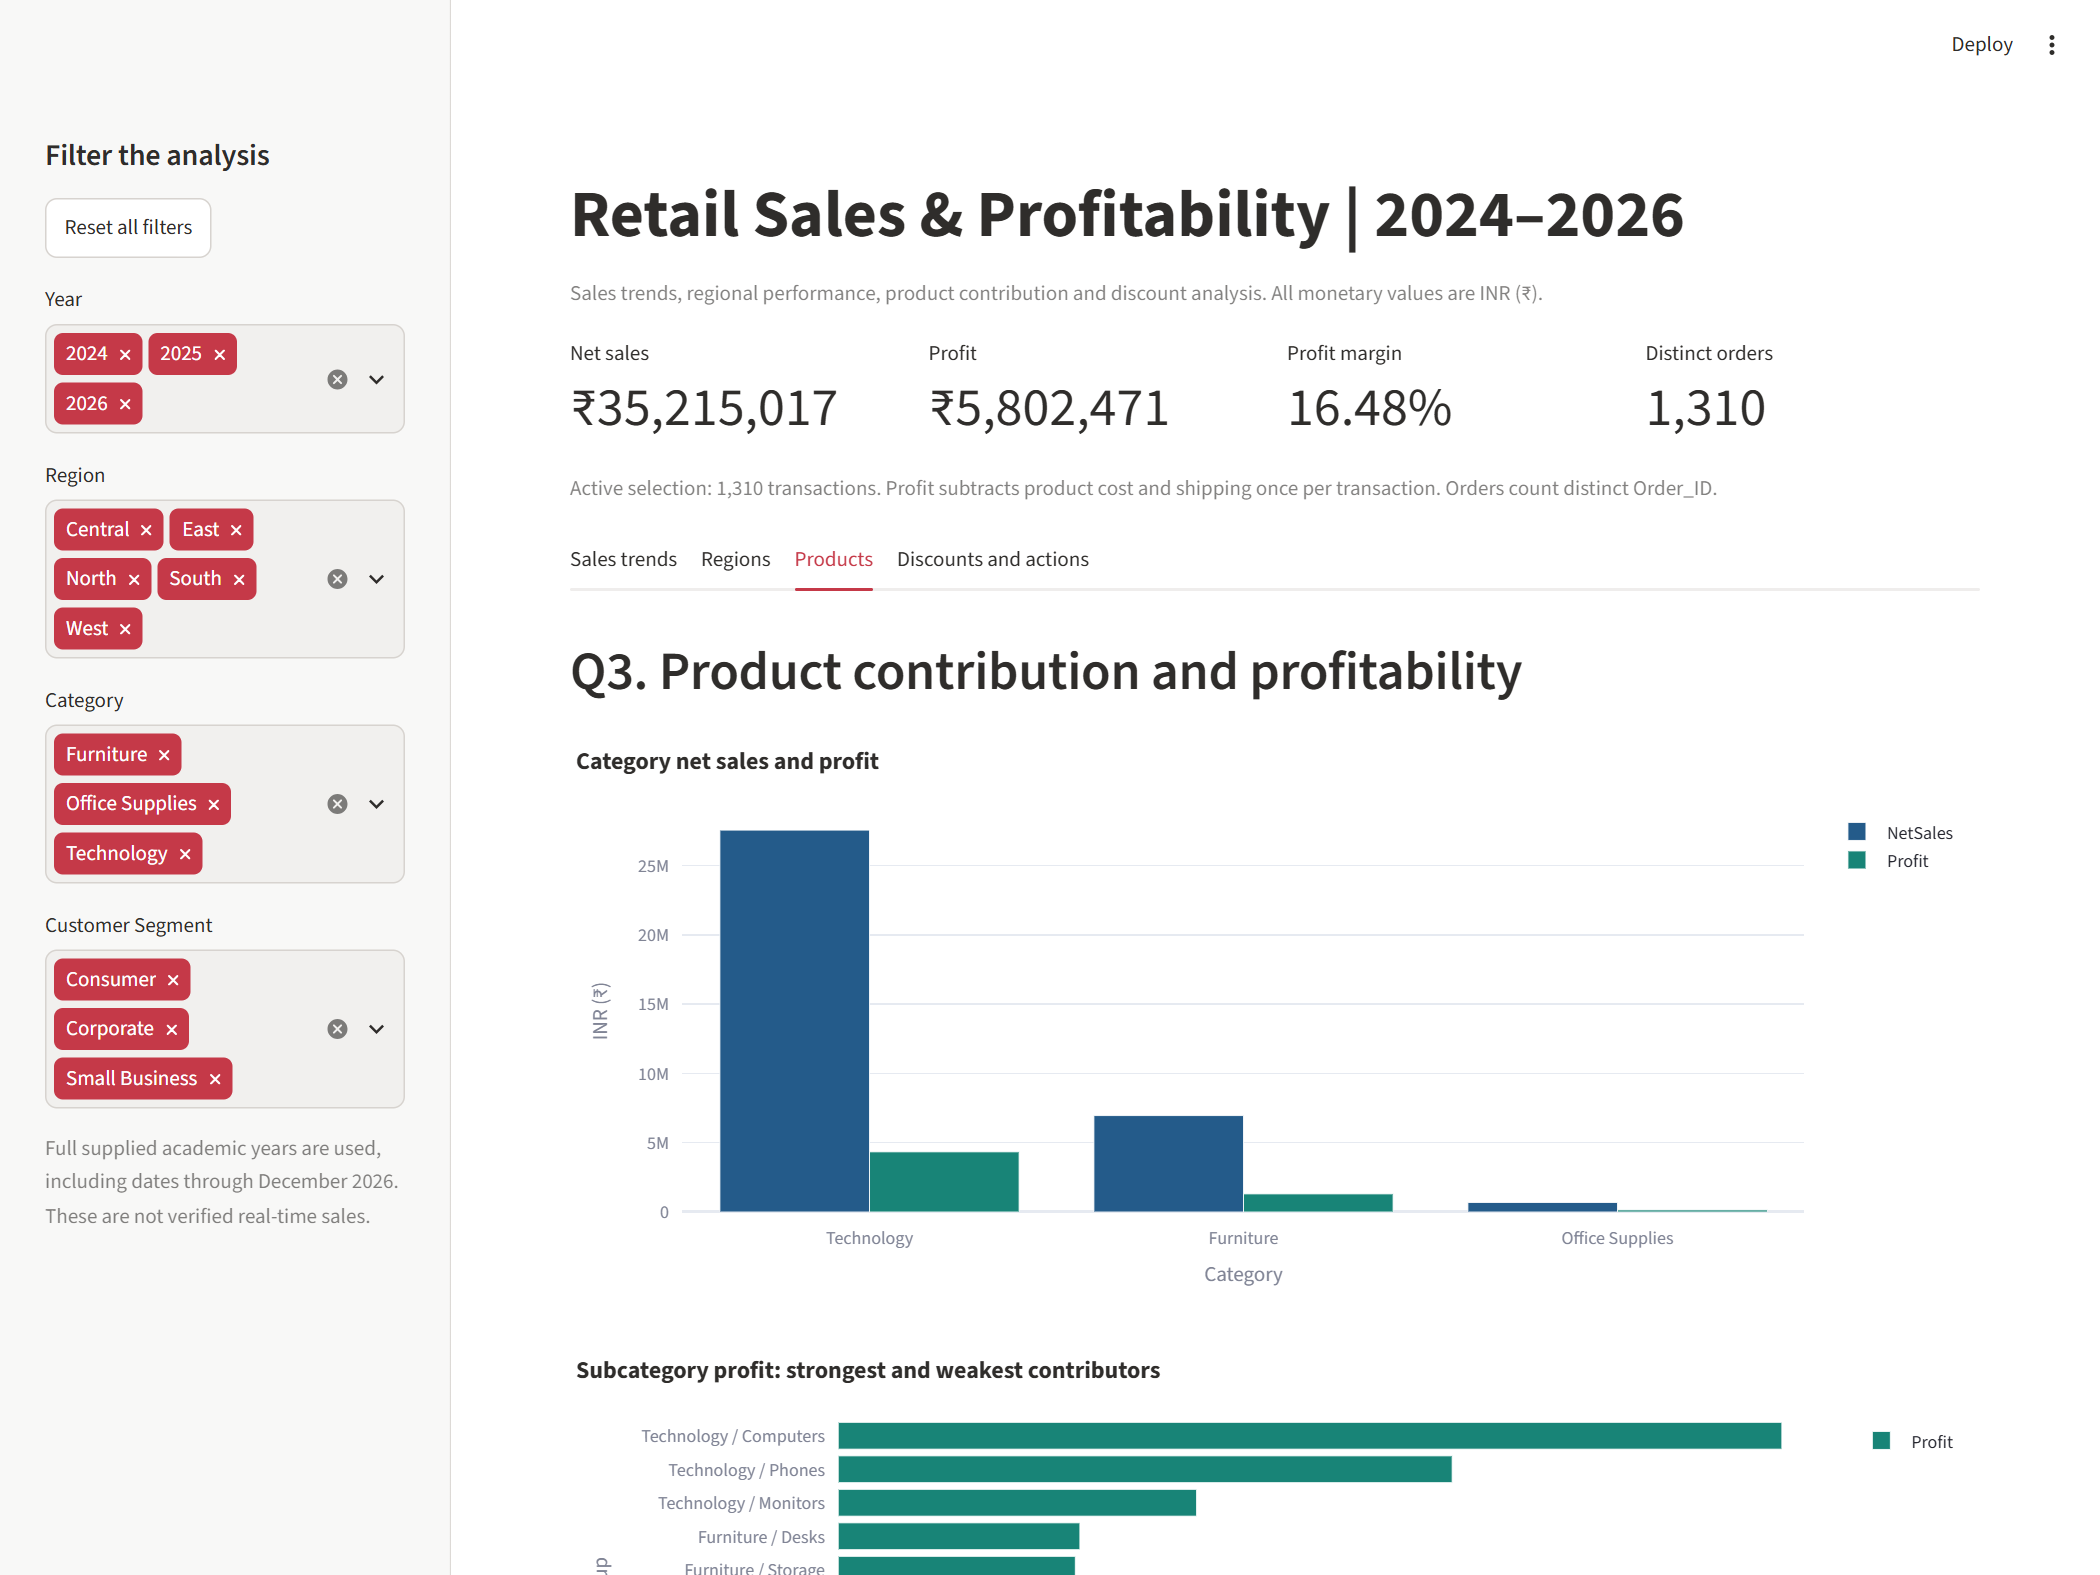 Deploy
Filter the analysis
Reset all filters
Year
2024
2025
2026
Region
Central
East
North
South
West
Category
Furniture
Office Supplies
Technology
Customer Segment
Consumer
Corporate
Small Business
Full supplied academic years are used,
including dates through December 2026.
These are not verified real-time sales.
Retail Sales & Profitability | 2024–2026
Sales trends, regional performance, product contribution and discount analysis. All monetary values are INR (₹).
Net sales
₹35,215,017
Profit
₹5,802,471
Profit margin
16.48%
Distinct orders
1,310
Active selection: 1,310 transactions. Profit subtracts product cost and shipping once per transaction. Orders count distinct Order_ID.
Sales trends
Regions
Products
Discounts and actions
Q3. Product contribution and profitability
Category net sales and profit
NetSales
Profit
INR (₹)
25M
20M
15M
10M
5M
0
Technology
Furniture
Office Supplies
Category
Subcategory profit: strongest and weakest contributors
Profit
Technology / Computers
Technology / Phones
Technology / Monitors
Furniture / Desks
Furniture / Storage